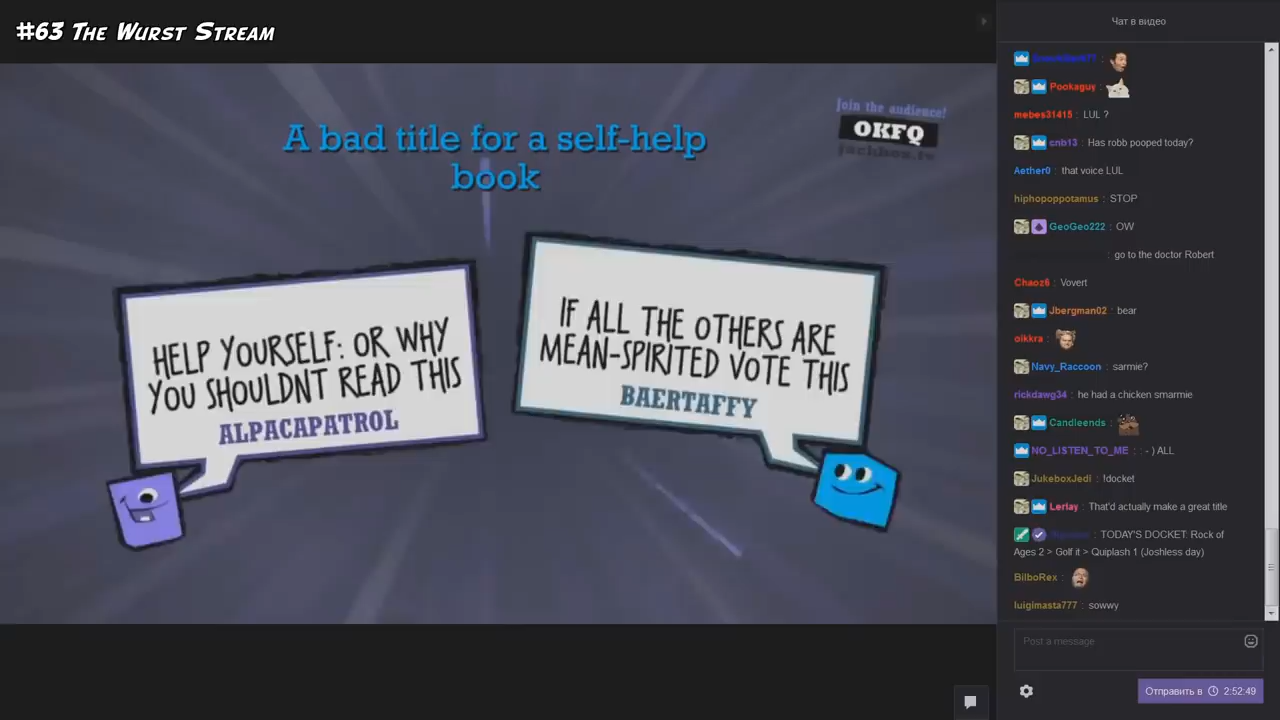 #63 The Wurst Stream
A bad title for a self-help
book
Join the audience!
OKFQ
jackbox.tv
HELP YOURSELF: OR WHY
YOU SHOULDNT READ THIS
ALPACAPATROL
IF ALL THE OTHERS ARE
MEAN-SPIRITED VOTE THIS
BAERTAFFY
Чат в видео
:
Pookaguy :
mebes31415 : LUL ?
cnb13 : Has robb pooped today?
Aether0 : that voice LUL
hiphopoppotamus : STOP
GeoGeo222 : OW
: go to the doctor Robert
Chaoz6 : Vovert
Jbergman02 : bear
oikkra :
Navy_Raccoon : sarmie?
rickdawg34 : he had a chicken smarmie
Candleends :
NO_LISTEN_TO_ME : : - ) ALL
JukeboxJedi : !docket
Lerlay : That'd actually make a great title
: TODAY'S DOCKET: Rock of
Ages 2 > Golf it > Quiplash 1 (Joshless day)
BilboRex :
luigimasta777 : sowwy
Post a message
Отправить в 2:52:49